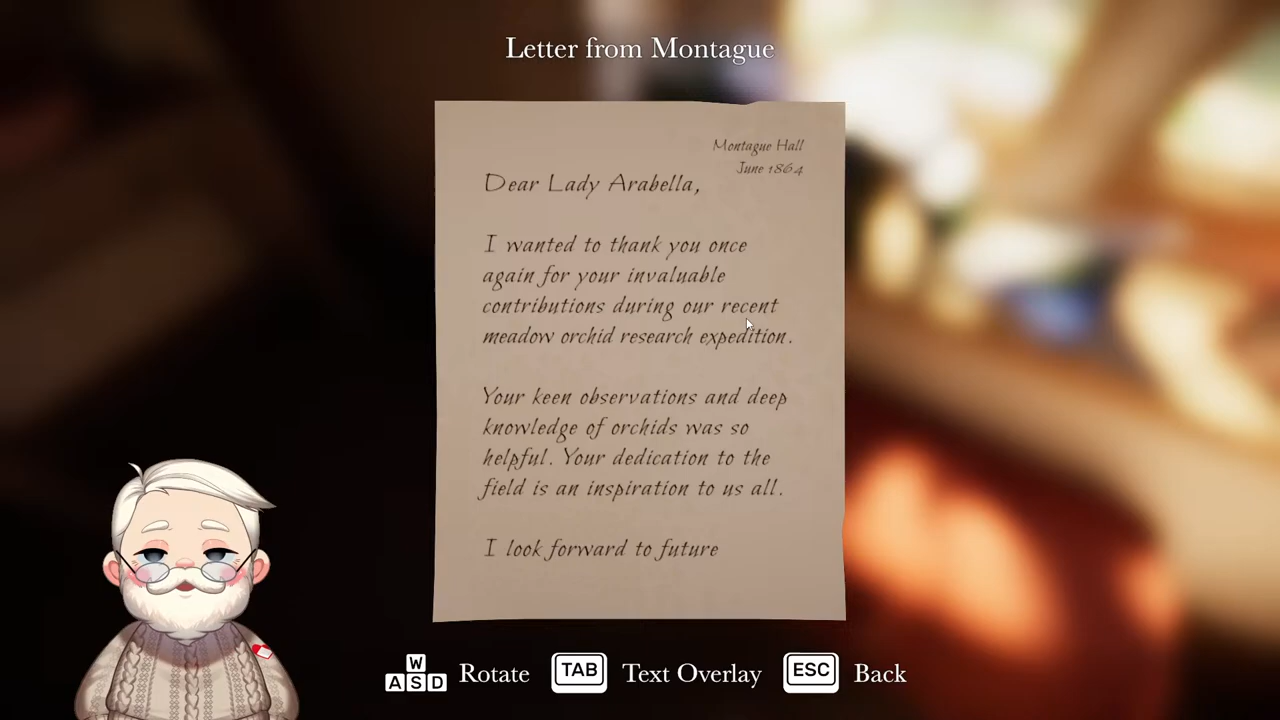 Letter from Montague
Montague Hall
June 1864
Dear Lady Arabella,
I wanted to thank you once
again for your invaluable
contributions during our recent
meadow orchid research expedition.
Your keen observations and deep
knowledge of orchids was so
helpful. Your dedication to the
field is an inspiration to us all.
I look forward to future
W
A S D Rotate TAB Text Overlay ESC Back